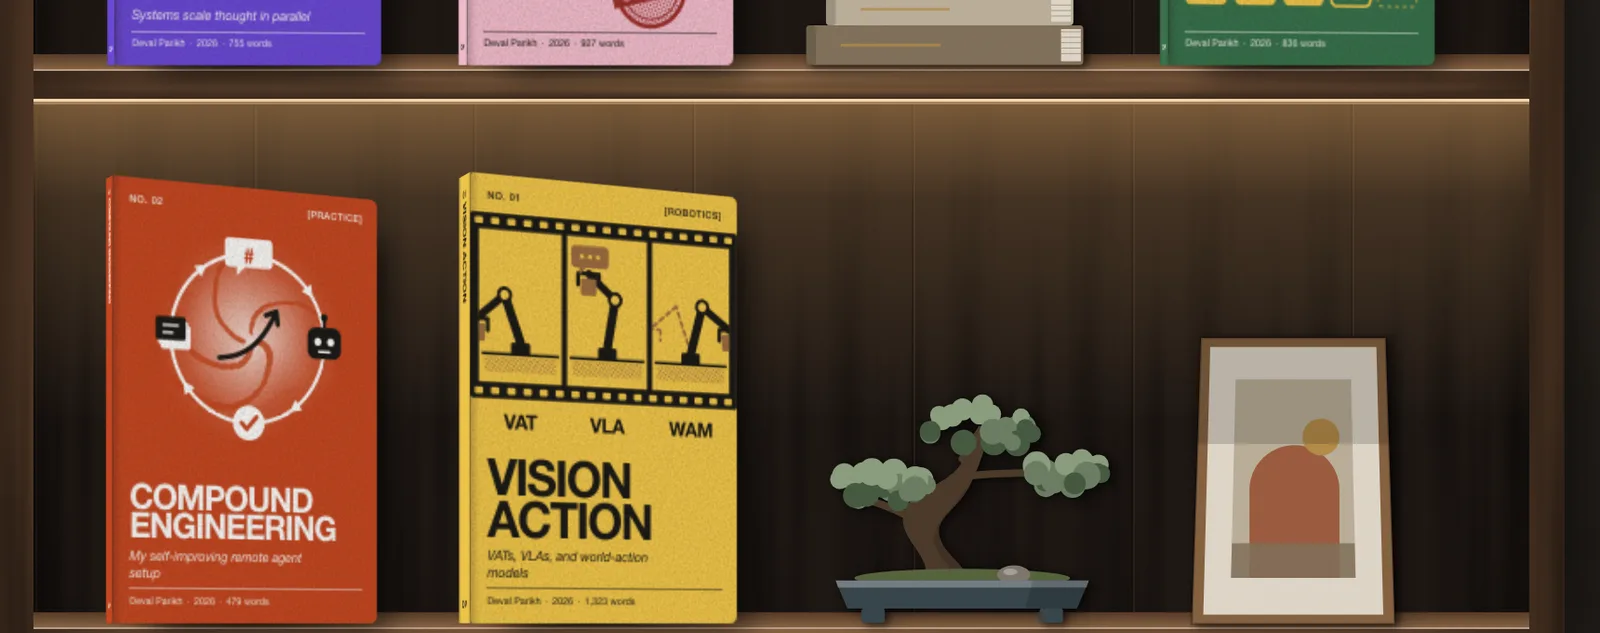 Systems scale thought in parallel
Deval Parikh · 2026 · 755 words
Deval Parikh · 2026 · 937 words
Deval Parikh · 2026 · 836 words
NO. 02
[PRACTICE]
#
COMPOUND
ENGINEERING
My self-improving remote agent
setup
Deval Parikh · 2026 · 479 words
VISION ACTION
NO. 01
[ROBOTICS]
VAT
VLA
WAM
VISION
ACTION
VATs, VLAs, and world-action
models
Deval Parikh · 2026 · 1,323 words